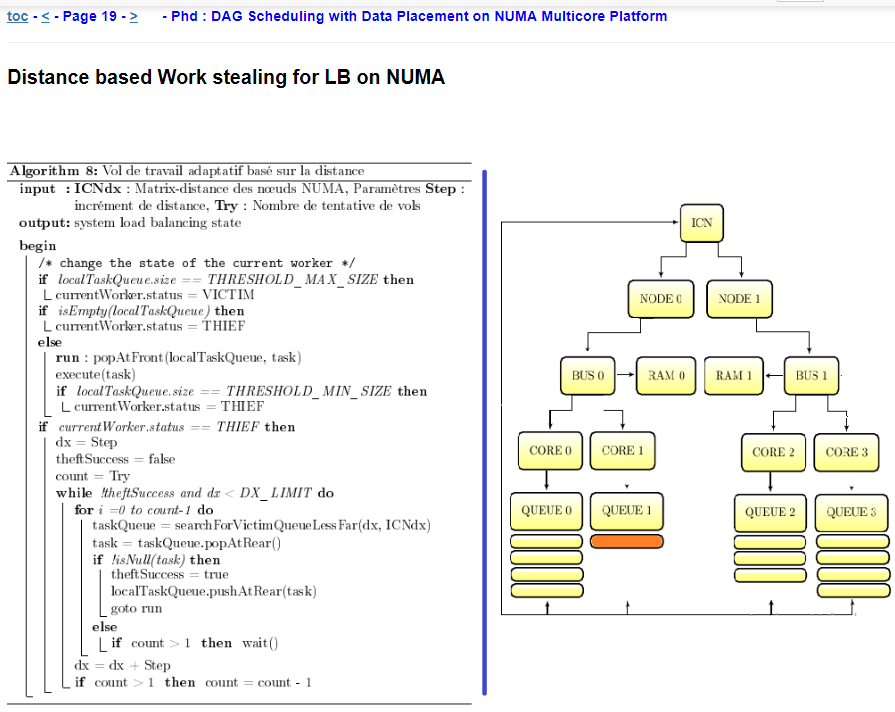 toc - < - Page 19 - > - Phd : DAG Scheduling with Data Placement on NUMA Multicore Platform
Distance based Work stealing for LB on NUMA
Algorithm 8: Vol de travail adaptatif basé sur la distance
input : ICNdx : Matrix-distance des nœuds NUMA, Paramètres Step :
incrément de distance, Try : Nombre de tentative de vols
output: system load balancing state
begin
/* change the state of the current worker */
if localTaskQueue.size == THRESHOLD_MAX_SIZE then
currentWorker.status = VICTIM
if isEmpty(localTaskQueue) then
currentWorker.status = THIEF
else
run : popAtFront(localTaskQueue, task)
execute(task)
if localTaskQueue.size == THRESHOLD_MIN_SIZE then
currentWorker.status = THIEF
if currentWorker.status == THIEF then
dx = Step
theftSuccess = false
count = Try
while !theftSuccess and dx < DX_LIMIT do
for i =0 to count-1 do
taskQueue = searchForVictimQueueLessFar(dx, ICNdx)
task = taskQueue.popAtRear()
if !isNull(task) then
theftSuccess = true
localTaskQueue.pushAtRear(task)
goto run
else
if count > 1 then wait()
dx = dx + Step
if count > 1 then count = count - 1
ICN
NODE 0 NODE 1
BUS 0 RAM 0 RAM 1 BUS 1
CORE 0 CORE 1 CORE 2 CORE 3
QUEUE 0 QUEUE 1 QUEUE 2 QUEUE 3